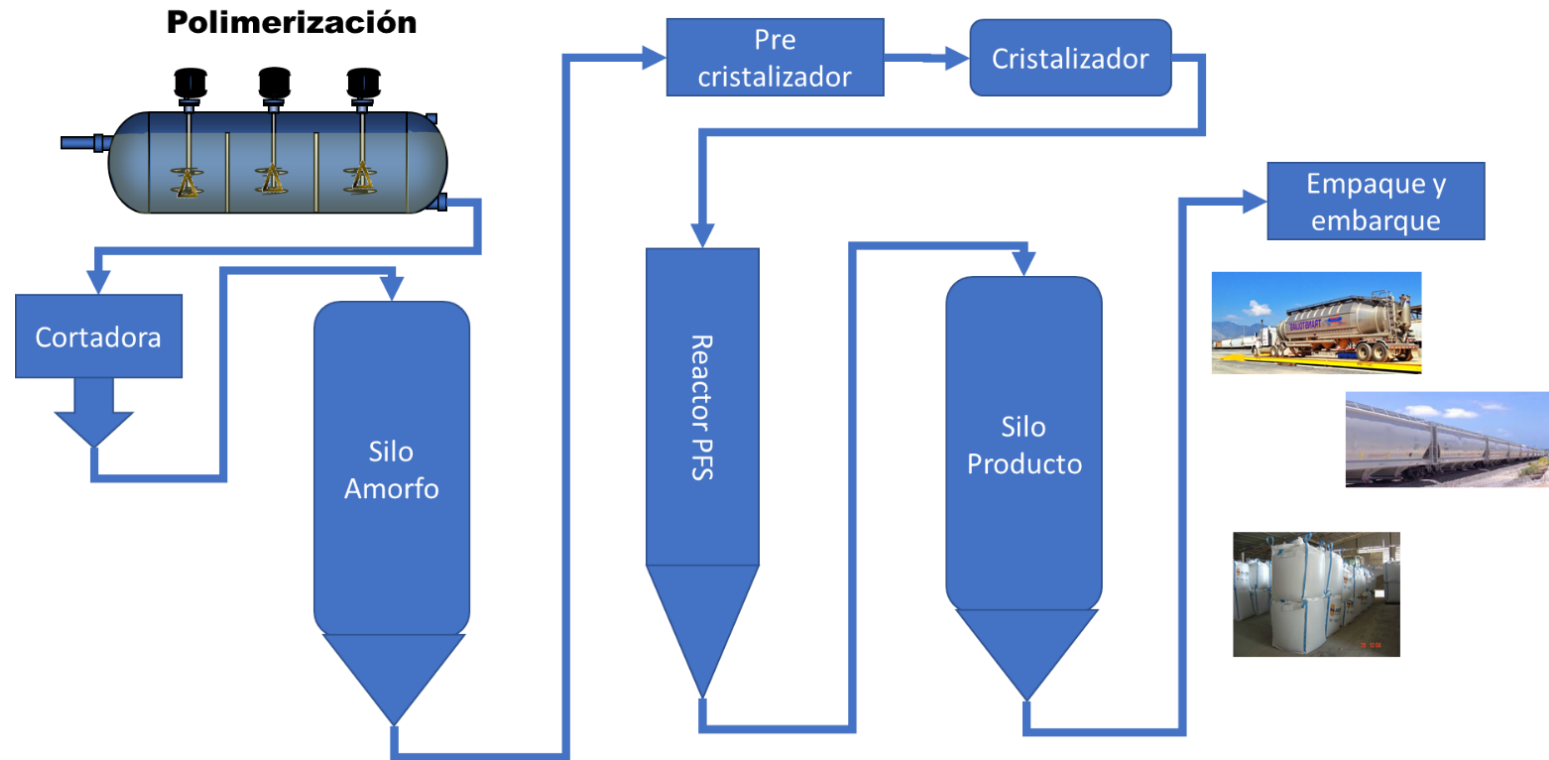 Polimerización
Pre
cristalizador
Cristalizador
Empaque y
embarque
Cortadora
Silo
Amorfo
Reactor PFS
Silo
Producto